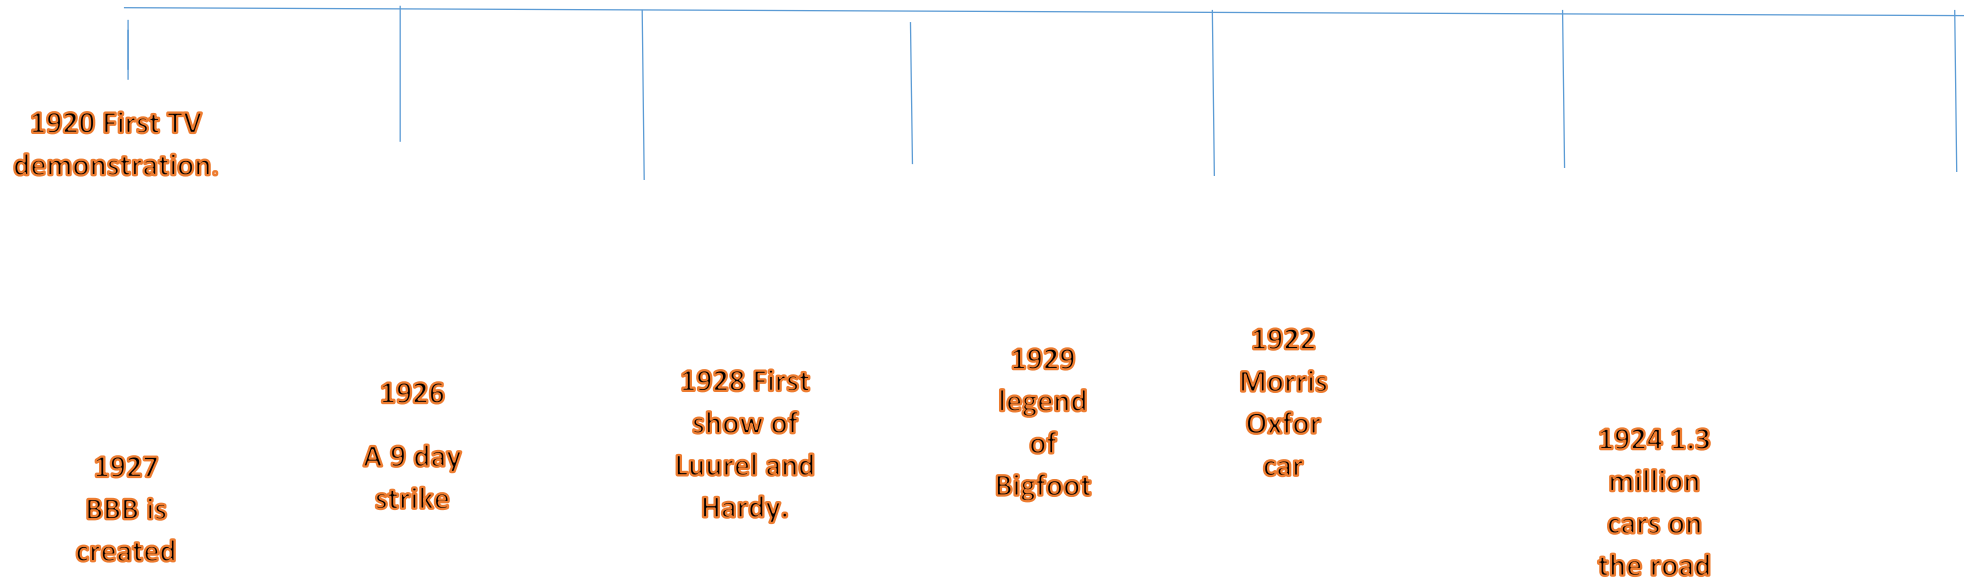 1920 First TV
demonstration.
1927
BBB is
created
1926
A 9 day
strike
1928 First
show of
Luurel and
Hardy.
1929
legend
of
Bigfoot
1922
Morris
Oxfor
car
1924 1.3
million
cars on
the road